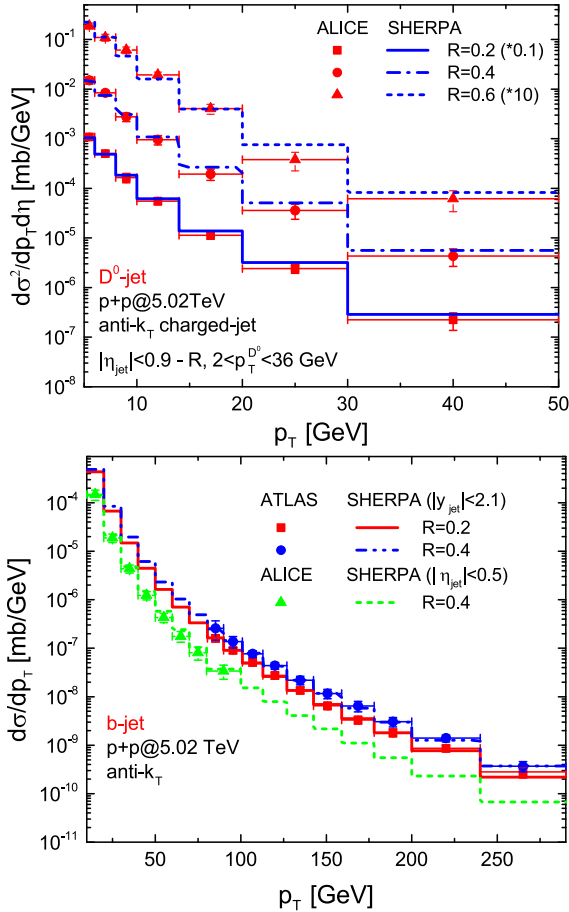 ALICE SHERPA
R=0.2 (*0.1)
R=0.4
R=0.6 (*10)
10⁻¹
10⁻²
10⁻³
10⁻⁴
10⁻⁵
10⁻⁶
10⁻⁷
10⁻⁸
dσ²/dp_T dη [mb/GeV]
D⁰-jet
p+p@5.02TeV
anti-k_T charged-jet
|η_jet|<0.9 - R, 2<p_T^D⁰<36 GeV
10 20 30 40 50
p_T [GeV]
ATLAS SHERPA (|y_jet|<2.1)
R=0.2
R=0.4
ALICE SHERPA (| η_jet|<0.5)
R=0.4
10⁻⁴
10⁻⁵
10⁻⁶
10⁻⁷
10⁻⁸
10⁻⁹
10⁻¹⁰
10⁻¹¹
dσ/dp_T [mb/GeV]
b-jet
p+p@5.02 TeV
anti-k_T
50 100 150 200 250
p_T [GeV]